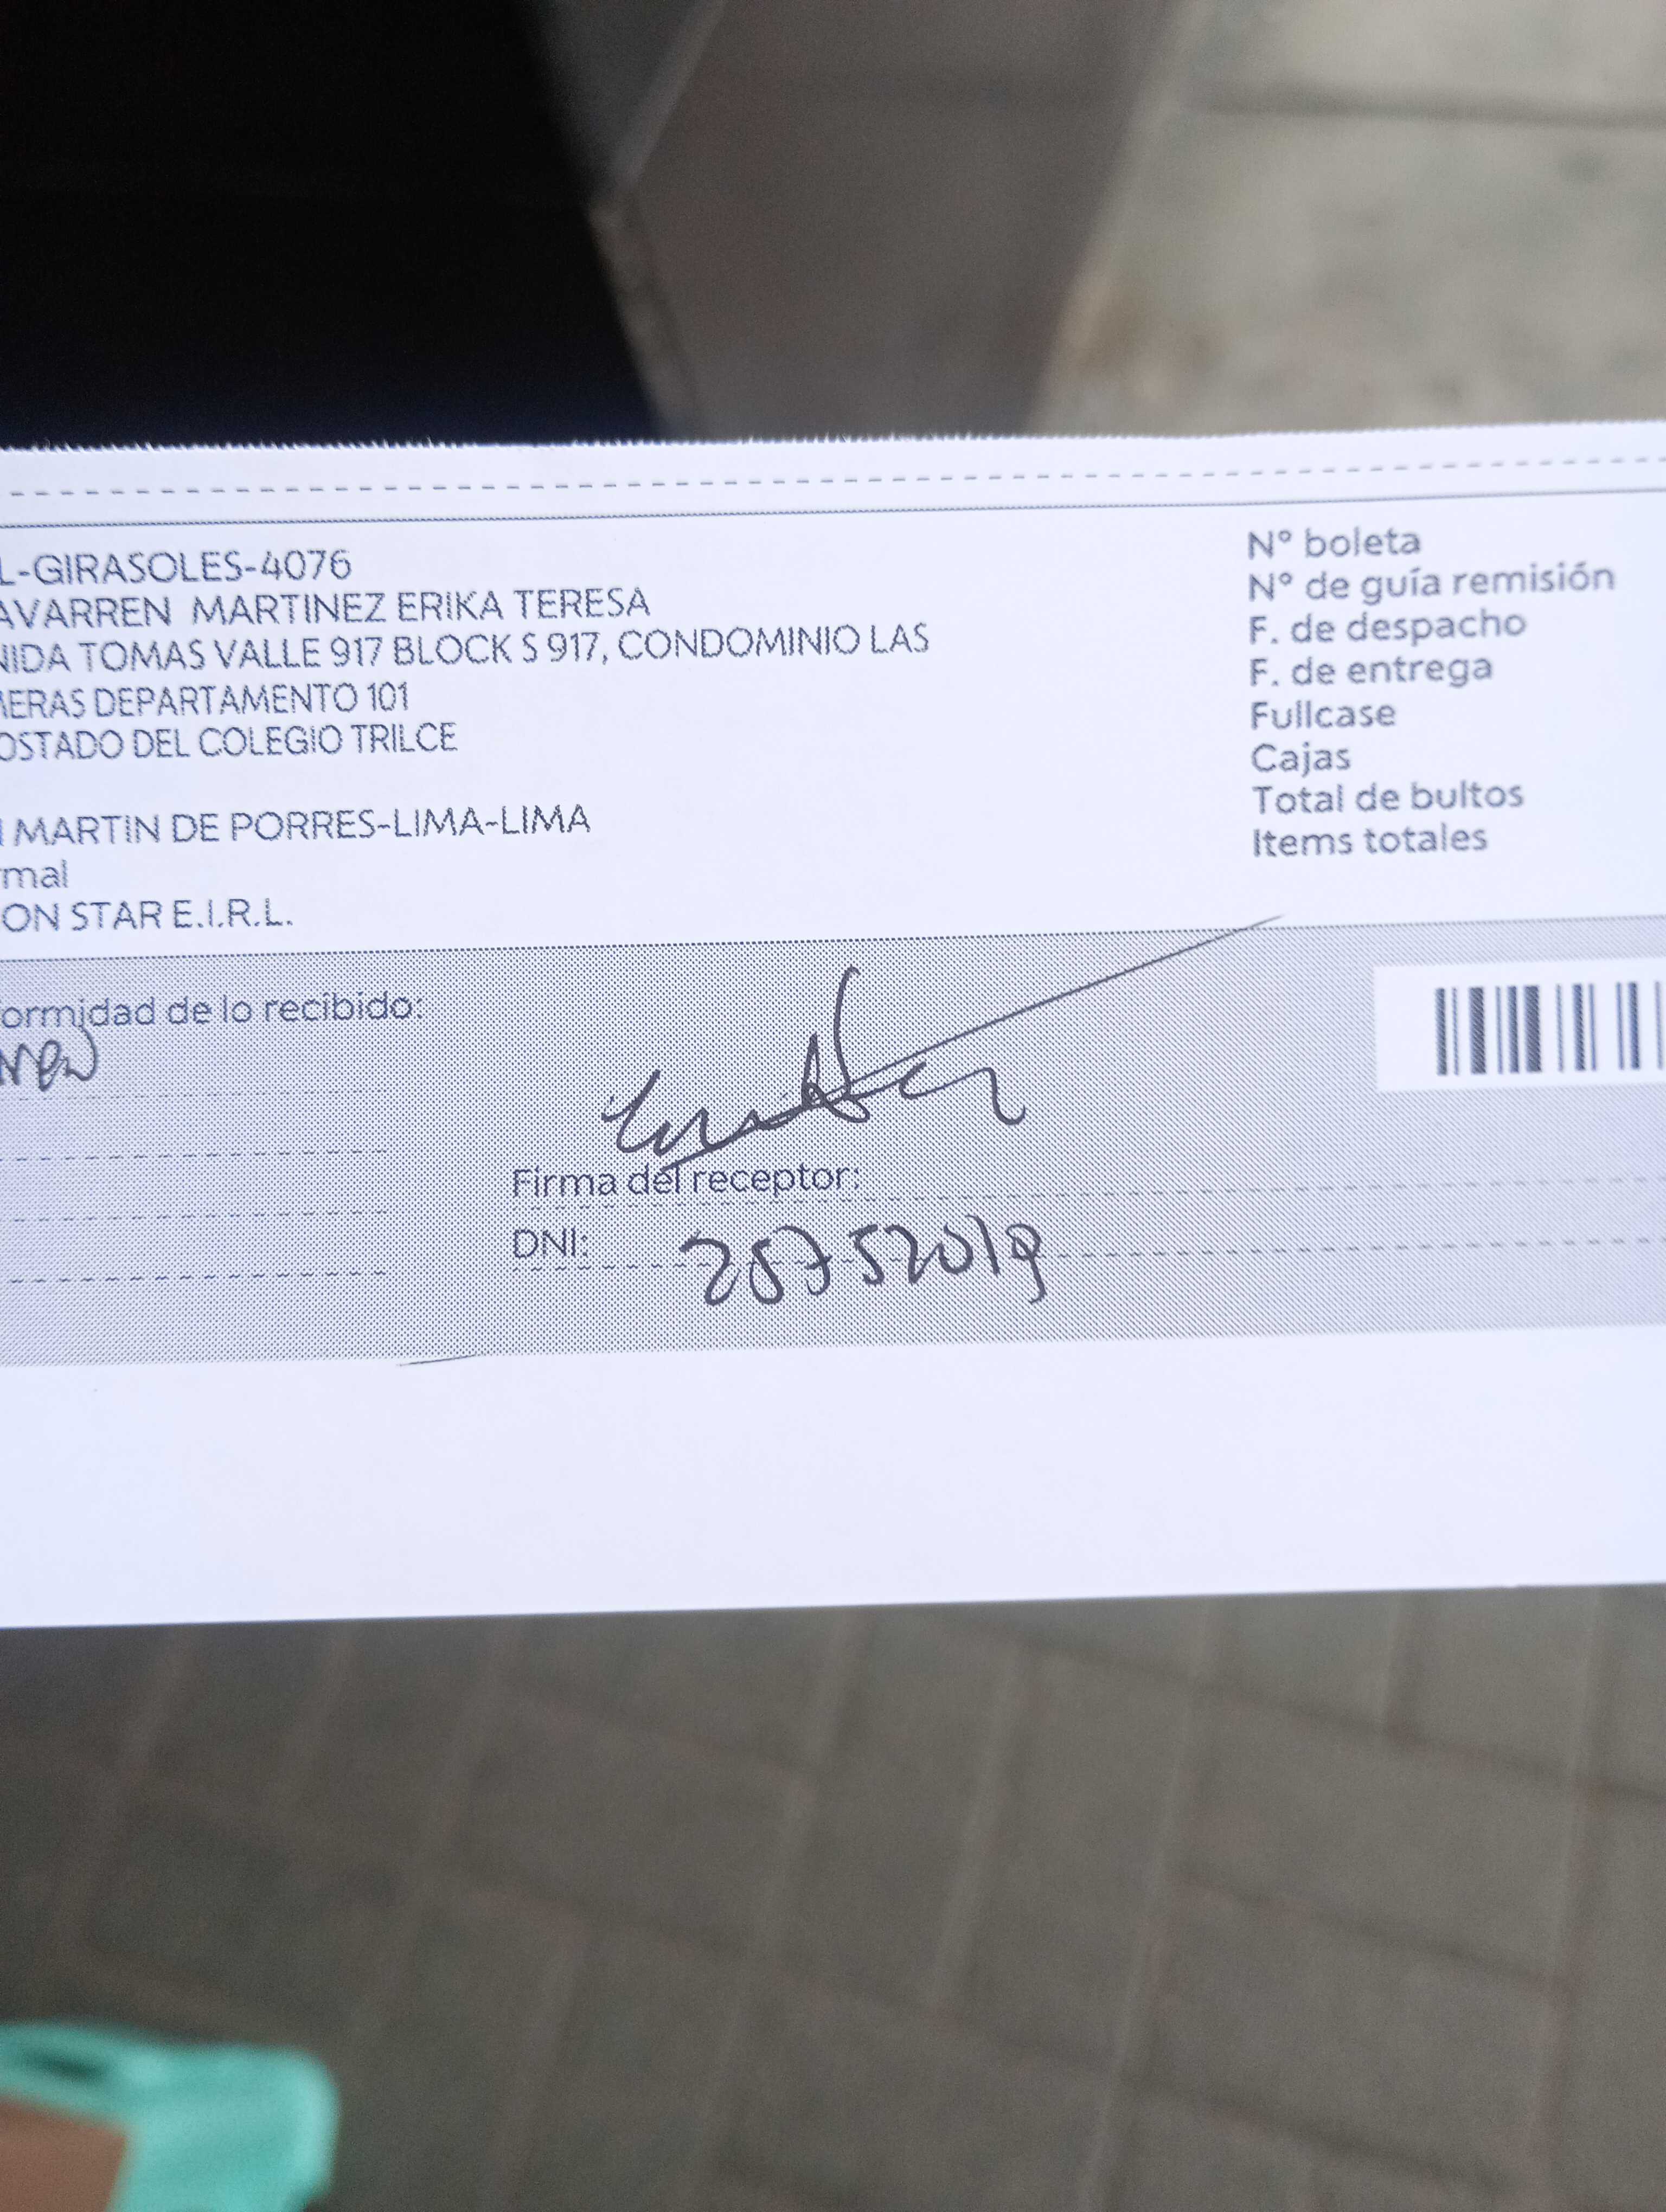 L-GIRASOLES-4076
AVARREN MARTINEZ ERIKA TERESA
NIDA TOMAS VALLE 917 BLOCK S 917, CONDOMINIO LAS
MERAS DEPARTAMENTO 101
OSTADO DEL COLEGIO TRILCE
MARTIN DE PORRES-LIMA-LIMA
rmal
ON STAR E.I.R.L.
N° boleta
N° de guía remisión
F. de despacho
F. de entrega
Fullcase
Cajas
Total de bultos
Items totales
ormidad de lo recibido:
Firma del receptor:
DNI: 25752019